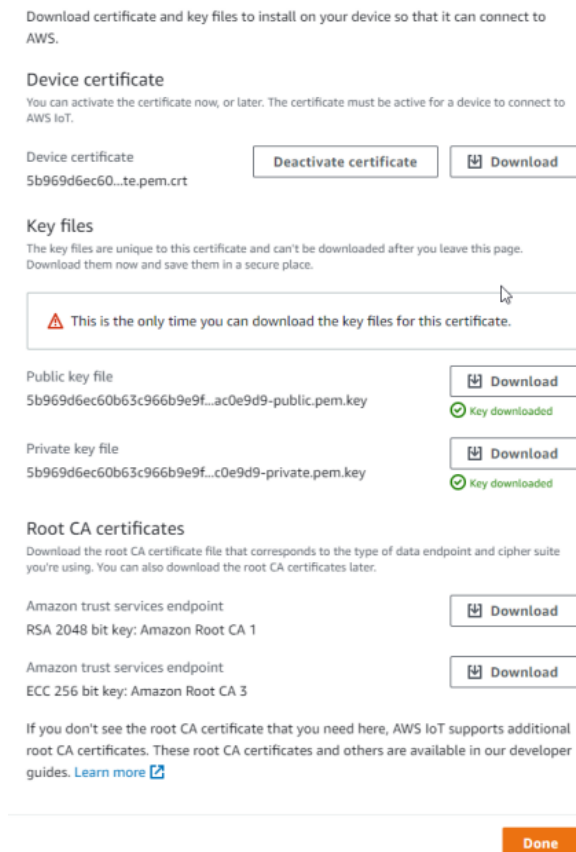 Download certificate and key files to install on your device so that it can connect to
AWS.
Device certificate
You can activate the certificate now, or later. The certificate must be active for a device to connect to
AWS IoT.
Device certificate
5b969d6ec60...te.pem.crt
Deactivate certificate
Download
Key files
The key files are unique to this certificate and can't be downloaded after you leave this page.
Download them now and save them in a secure place.
This is the only time you can download the key files for this certificate.
Public key file
5b969d6ec60b63c966b9e9f...ac0e9d9-public.pem.key
Download
Key downloaded
Private key file
5b969d6ec60b63c966b9e9f...c0e9d9-private.pem.key
Download
Key downloaded
Root CA certificates
Download the root CA certificate file that corresponds to the type of data endpoint and cipher suite
you're using. You can also download the root CA certificates later.
Amazon trust services endpoint
RSA 2048 bit key: Amazon Root CA 1
Download
Amazon trust services endpoint
ECC 256 bit key: Amazon Root CA 3
Download
If you don't see the root CA certificate that you need here, AWS IoT supports additional
root CA certificates. These root CA certificates and others are available in our developer
guides. Learn more
Done